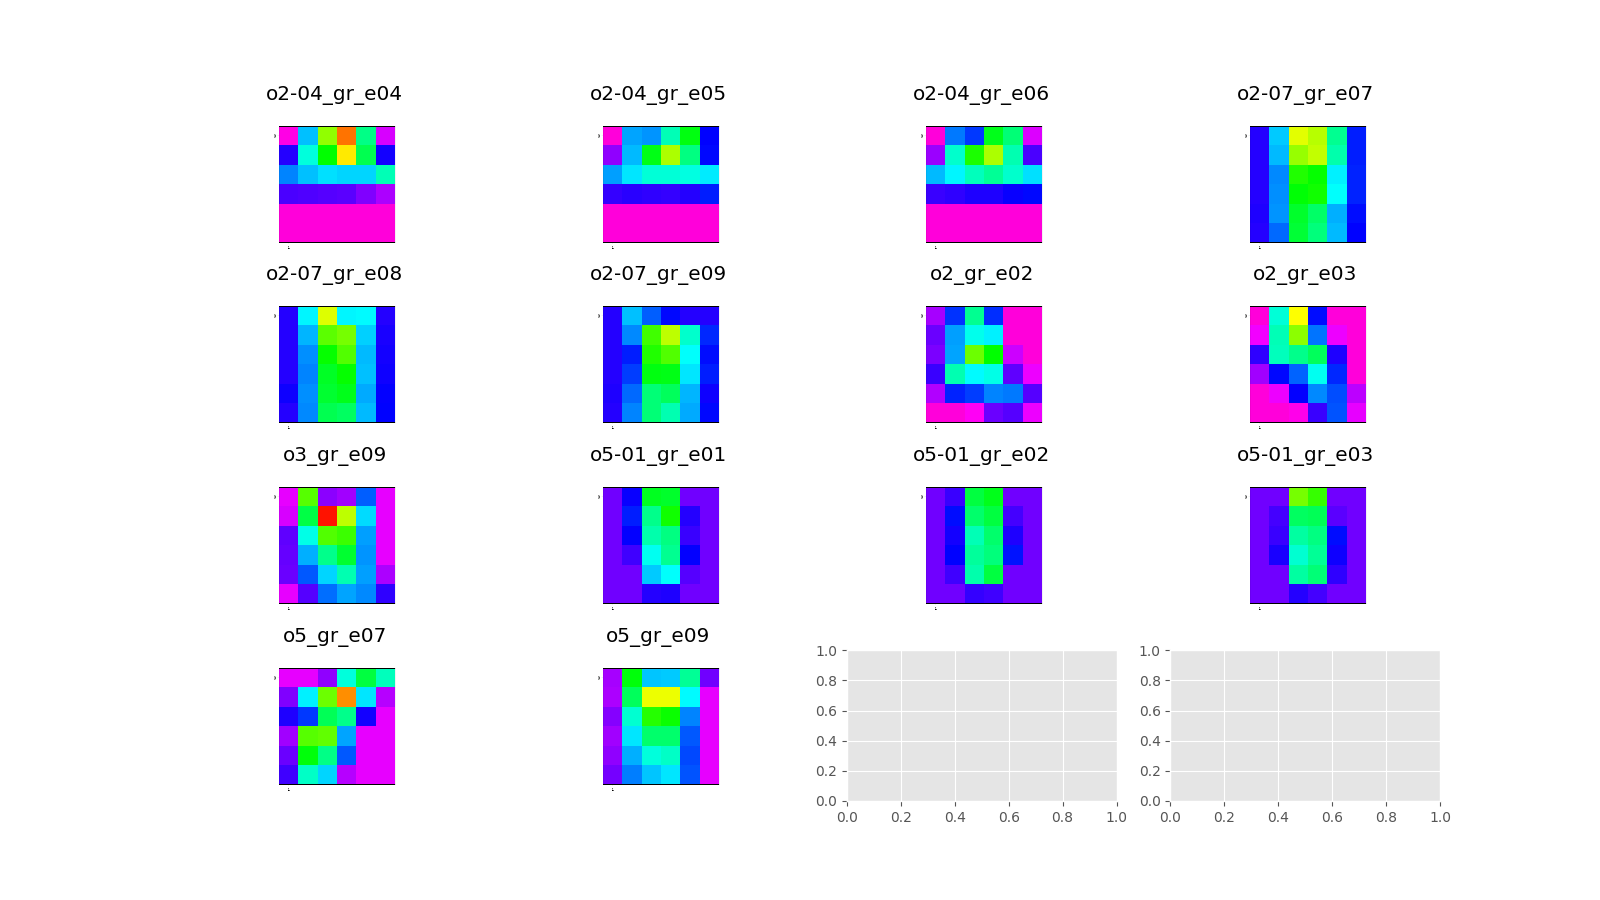 o2-04_gr_e04 o2-04_gr_e05 o2-04_gr_e06 o2-07_gr_e07
o2-07_gr_e08 o2-07_gr_e09 o2_gr_e02 o2_gr_e03
o3_gr_e09 o5-01_gr_e01 o5-01_gr_e02 o5-01_gr_e03
o5_gr_e07 o5_gr_e09
1.0 1.0
0.8 0.8
0.6 0.6
0.4 0.4
0.2 0.2
0.0 0.0
0.0 0.2 0.4 0.6 0.8 1.0 0.0 0.2 0.4 0.6 0.8 1.0